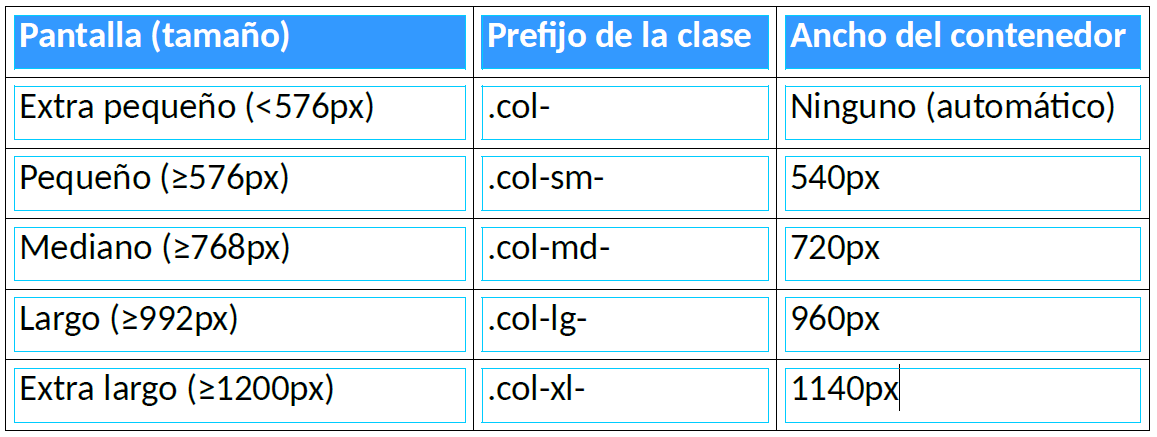 Pantalla (tamaño) Prefijo de la clase Ancho del contenedor
Extra pequeño (<576px) .col- Ninguno (automático)
Pequeño (≥576px) .col-sm- 540px
Mediano (≥768px) .col-md- 720px
Largo (≥992px) .col-lg- 960px
Extra largo (≥1200px) .col-xl- 1140px